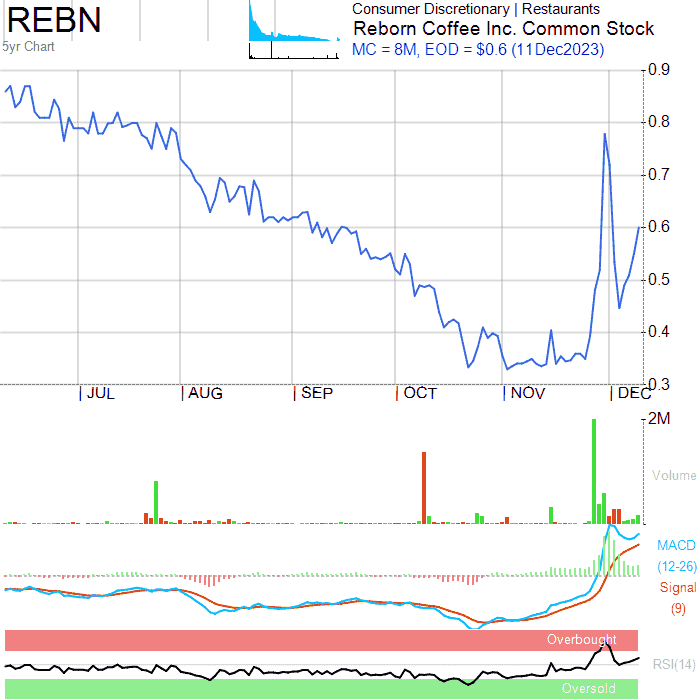 REBN
5yr Chart
Consumer Discretionary | Restaurants
Reborn Coffee Inc. Common Stock
MC = 8M, EOD = $0.6 (11Dec2023)
0.9
0.8
0.7
0.6
0.5
0.4
0.3
JUL
AUG
SEP
OCT
NOV
DEC
2M
Volume
MACD
(12-26)
Signal
(9)
Overbought
RSI(14)
Oversold